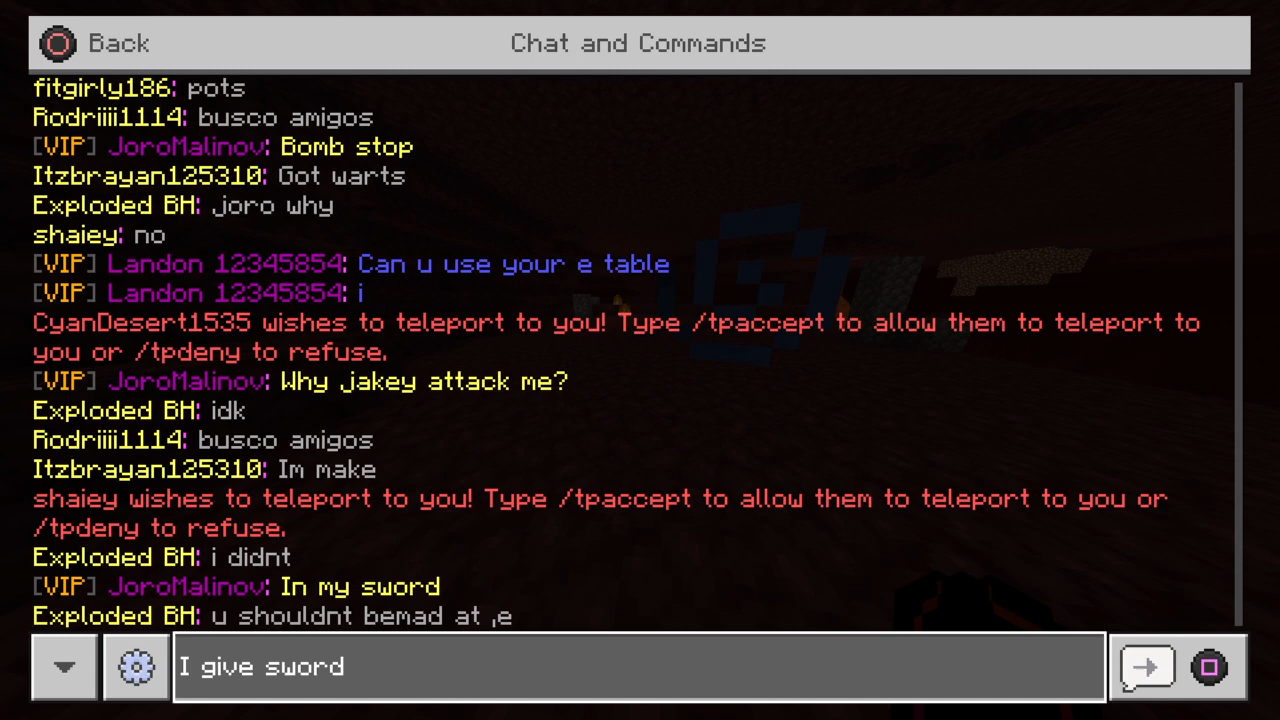 Back
Chat and Commands
fitgirly186: pots
Rodriiii1114: busco amigos
[VIP] JoroMalinov: Bomb stop
Itzbrayan125310: Got warts
Exploded BH: joro why
shaiey: no
[VIP] Landon 12345854: Can u use your e table
[VIP] Landon 12345854: i
CyanDesert1535 wishes to teleport to you! Type /tpaccept to allow them to teleport to
you or /tpdeny to refuse.
[VIP] JoroMalinov: Why jakey attack me?
Exploded BH: idk
Rodriiii1114: busco amigos
Itzbrayan125310: Im make
shaiey wishes to teleport to you! Type /tpaccept to allow them to teleport to you or
/tpdeny to refuse.
Exploded BH: i didnt
[VIP] JoroMalinov: In my sword
Exploded BH: u shouldnt bemad at ,e
I give sword